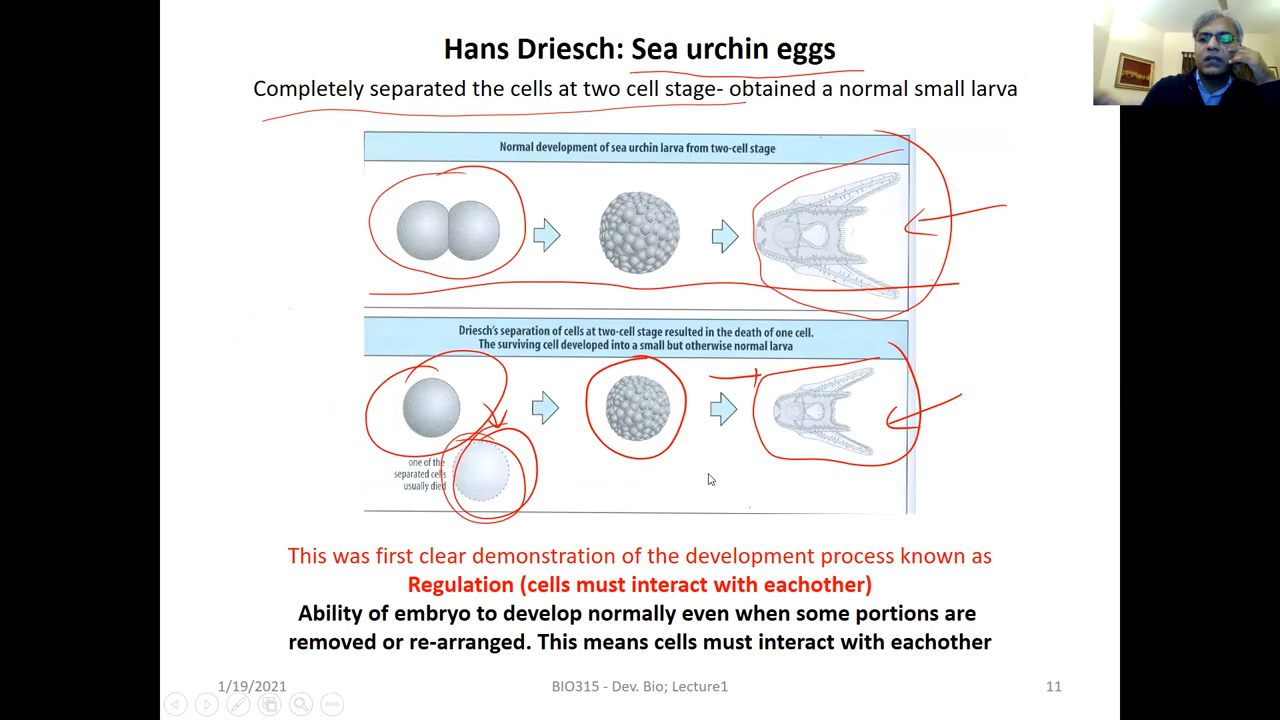 Hans Driesch: Sea urchin eggs
Completely separated the cells at two cell stage- obtained a normal small larva
Normal development of sea urchin larva from two-cell stage
Driesch's separation of cells at two-cell stage resulted in the death of one cell.
The surviving cell developed into a small but otherwise normal larva
one of the
separated cells
usually died
This was first clear demonstration of the development process known as
Regulation (cells must interact with eachother)
Ability of embryo to develop normally even when some portions are
removed or re-arranged. This means cells must interact with eachother
1/19/2021
BIO315 - Dev. Bio; Lecture1
11